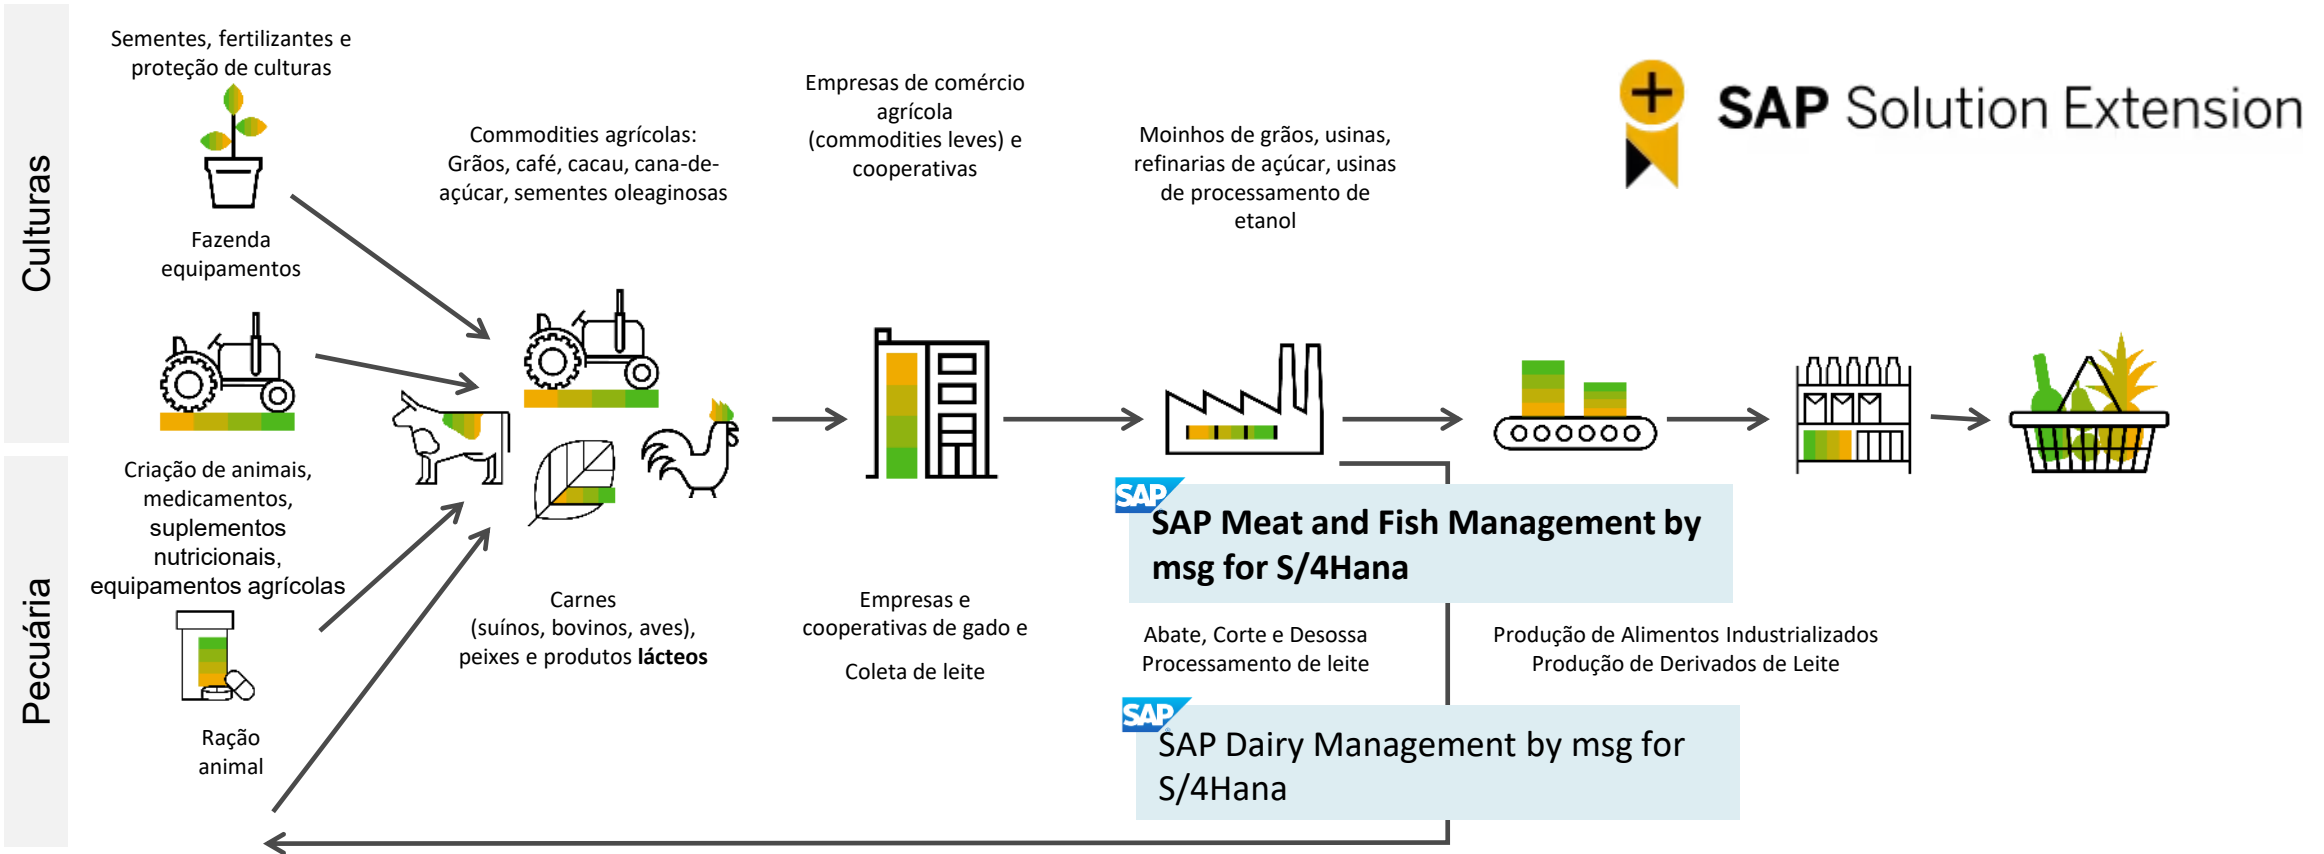 Culturas
Sementes, fertilizantes e
proteção de culturas
Fazenda
equipamentos
Commodities agrícolas:
Grãos, café, cacau, cana-de-
açúcar, sementes oleaginosas
Empresas de comércio
agrícola
(commodities leves) e
cooperativas
Moinhos de grãos, usinas,
refinarias de açúcar, usinas
de processamento de
etanol
SAP Solution Extension
Pecuária
Criação de animais,
medicamentos,
suplementos
nutricionais,
equipamentos agrícolas
Ração
animal
Carnes
(suínos, bovinos, aves),
peixes e produtos lácteos
Empresas e
cooperativas de gado e
Coleta de leite
SAP
SAP Meat and Fish Management by
msg for S/4Hana
Abate, Corte e Desossa
Processamento de leite
Produção de Alimentos Industrializados
Produção de Derivados de Leite
SAP
SAP Dairy Management by msg for
S/4Hana